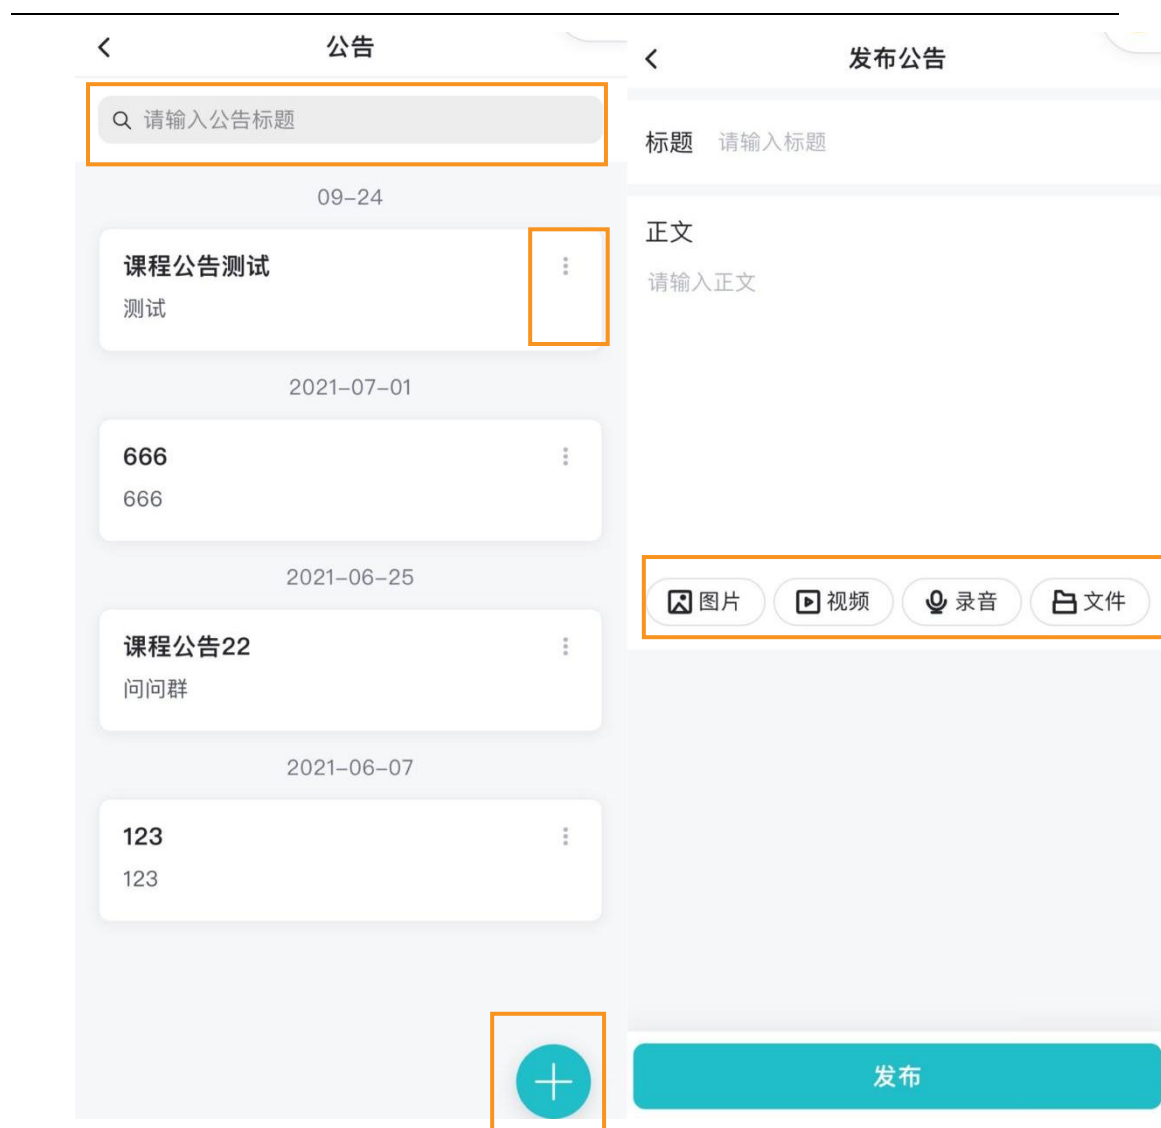 公告
请输入公告标题
09-24
课程公告测试
测试
2021-07-01
666
666
2021-06-25
课程公告22
问问群
2021-06-07
123
123
发布公告
标题 请输入标题
正文
请输入正文
图片 视频 录音 文件
发布